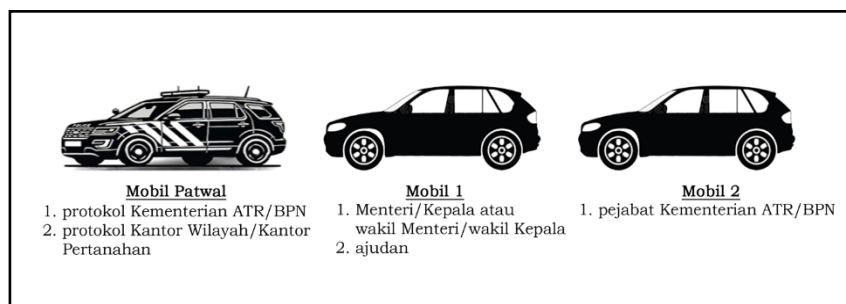 POLICE
Mobil Patwal
1. protokol Kementerian ATR/BPN
2. protokol Kantor Wilayah/Kantor
Pertanahan
Mobil 1
1. Menteri/Kepala atau
wakil Menteri/wakil Kepala
2. ajudan
Mobil 2
1. pejabat Kementerian ATR/BPN